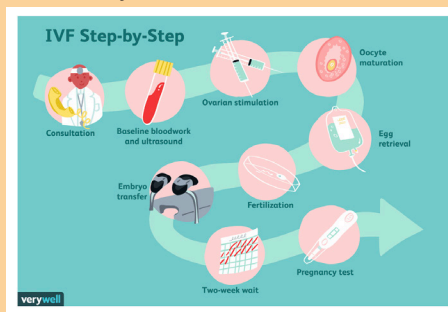 IVF Step-by-Step
Consultation
Baseline bloodwork
and ultrasound
Ovarian stimulation
Oocyte
maturation
Egg
retrieval
Fertilization
Embryo
transfer
Two-week wait
Pregnancy test
verywell